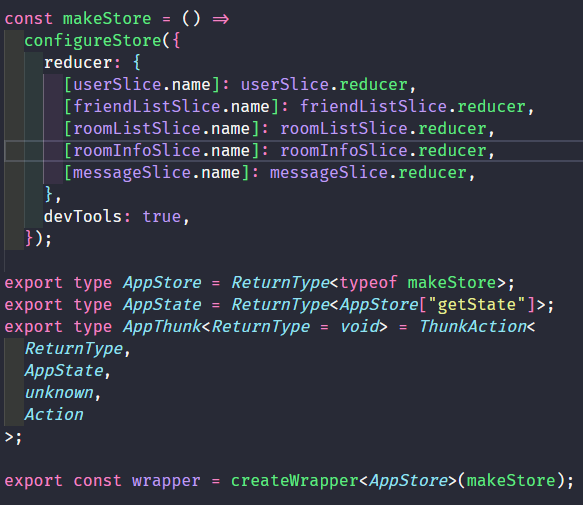 const makeStore = () =>
  configureStore({
    reducer: {
      [userSlice.name]: userSlice.reducer,
      [friendListSlice.name]: friendListSlice.reducer,
      [roomListSlice.name]: roomListSlice.reducer,
      [roomInfoSlice.name]: roomInfoSlice.reducer,
      [messageSlice.name]: messageSlice.reducer,
    },
    devTools: true,
  });
export type AppStore = ReturnType<typeof makeStore>;
export type AppState = ReturnType<AppStore["getState"]>;
export type AppThunk<ReturnType = void> = ThunkAction<
  ReturnType,
  AppState,
  unknown,
  Action
>;
export const wrapper = createWrapper<AppStore>(makeStore);